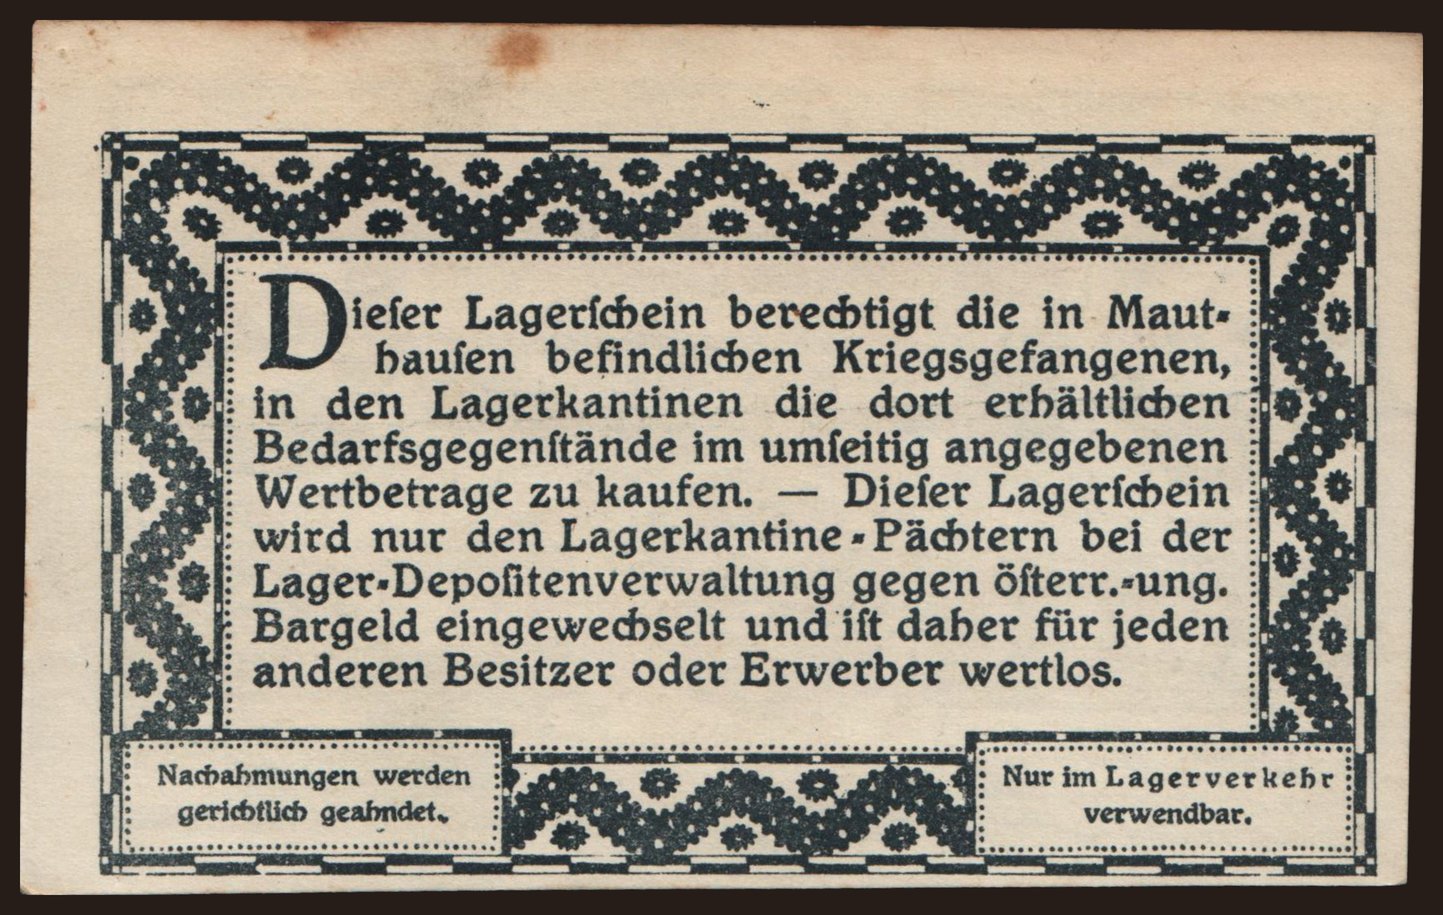 Dieſer Lagerſchein berechtigt die in Maut-
hauſen befindlichen Kriegsgefangenen,
in den Lagerkantinen die dort erhältlichen
Bedarfsgegenſtände im umſeitig angegebenen
Wertbetrage zu kaufen. — Dieſer Lagerſchein
wird nur den Lagerkantine-Pächtern bei der
Lager-Depoſitenverwaltung gegen öſterr.-ung.
Bargeld eingewechselt und iſt daher für jeden
anderen Besitzer oder Erwerber wertlos.
Nachahmungen werden
gerichtlich geahndet.
Nur im Lagerverkehr
verwendbar.